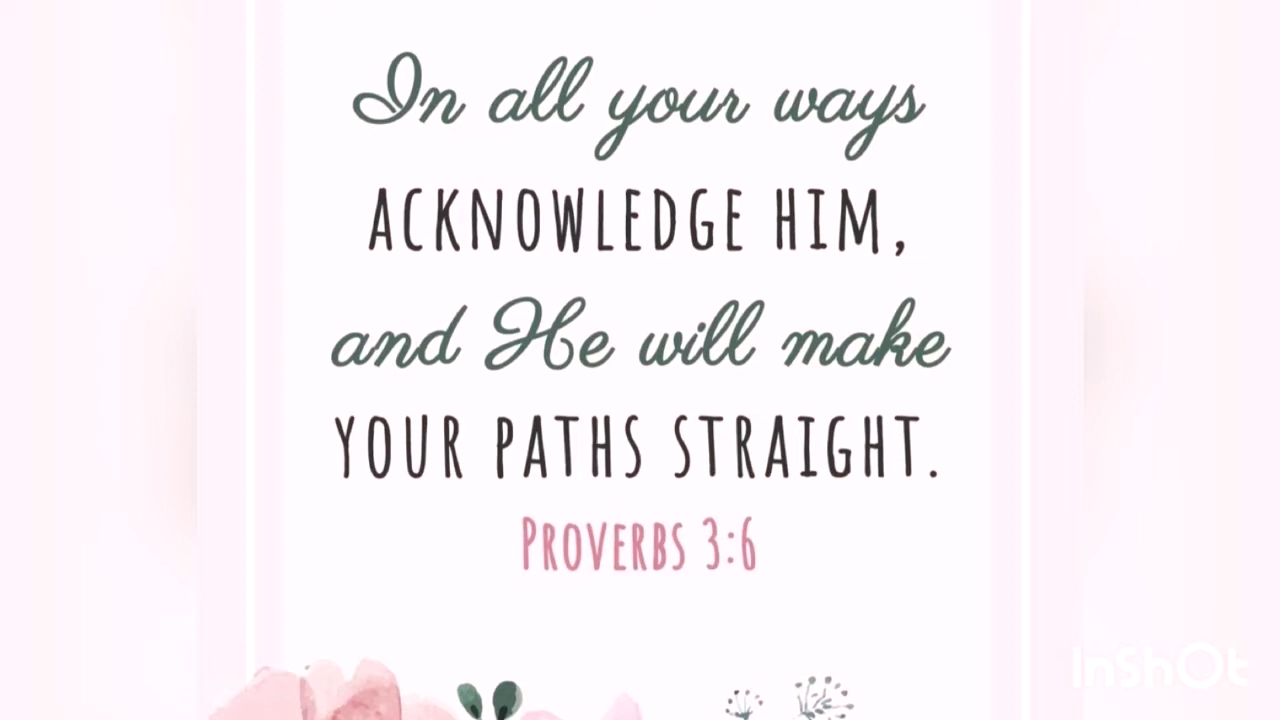 In all your ways
ACKNOWLEDGE HIM,
and He will make
YOUR PATHS STRAIGHT.
PROVERBS 3:6
InShOt